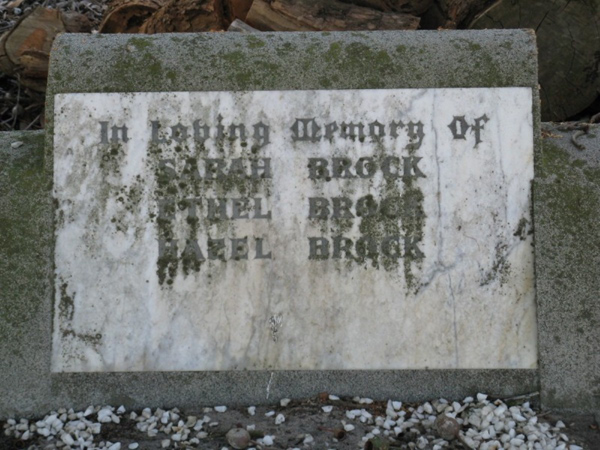 In Loving Memory Of
SARAH BROCK
ETHEL BROCK
HAZEL BROCK